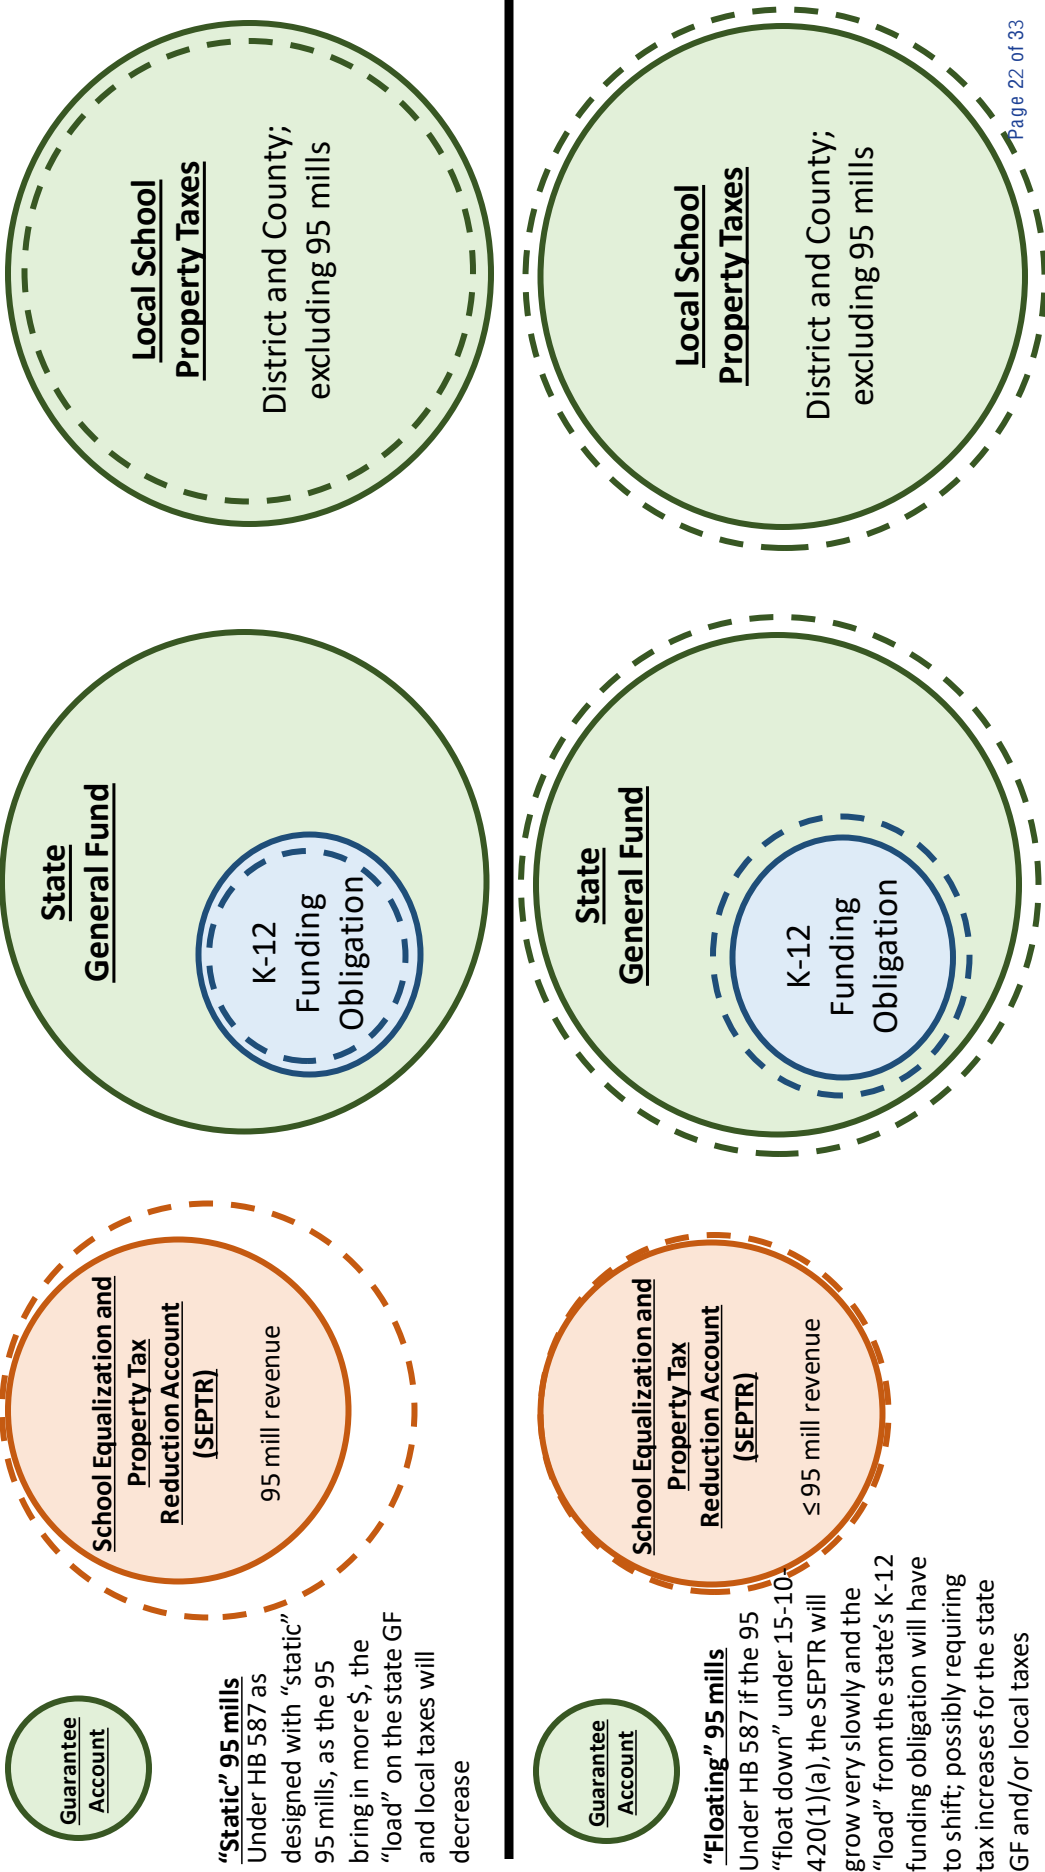 Guarantee
Account
"Static" 95 mills
Under HB 587 as
designed with "static"
95 mills, as the 95
bring in more $, the
"load" on the state GF
and local taxes will
decrease
School Equalization and
Property Tax
Reduction Account
(SEPTR)
95 mill revenue
State
General Fund
K-12
Funding
Obligation
Local School
Property Taxes
District and County;
excluding 95 mills
Guarantee
Account
"Floating" 95 mills
Under HB 587 if the 95
"float down" under 15-10-
420(1)(a), the SEPTR will
grow very slowly and the
"load" from the state's K-12
funding obligation will have
to shift; possibly requiring
tax increases for the state
GF and/or local taxes
School Equalization and
Property Tax
Reduction Account
(SEPTR)
≤ 95 mill revenue
State
General Fund
K-12
Funding
Obligation
Local School
Property Taxes
District and County;
excluding 95 mills
Page 22 of 33